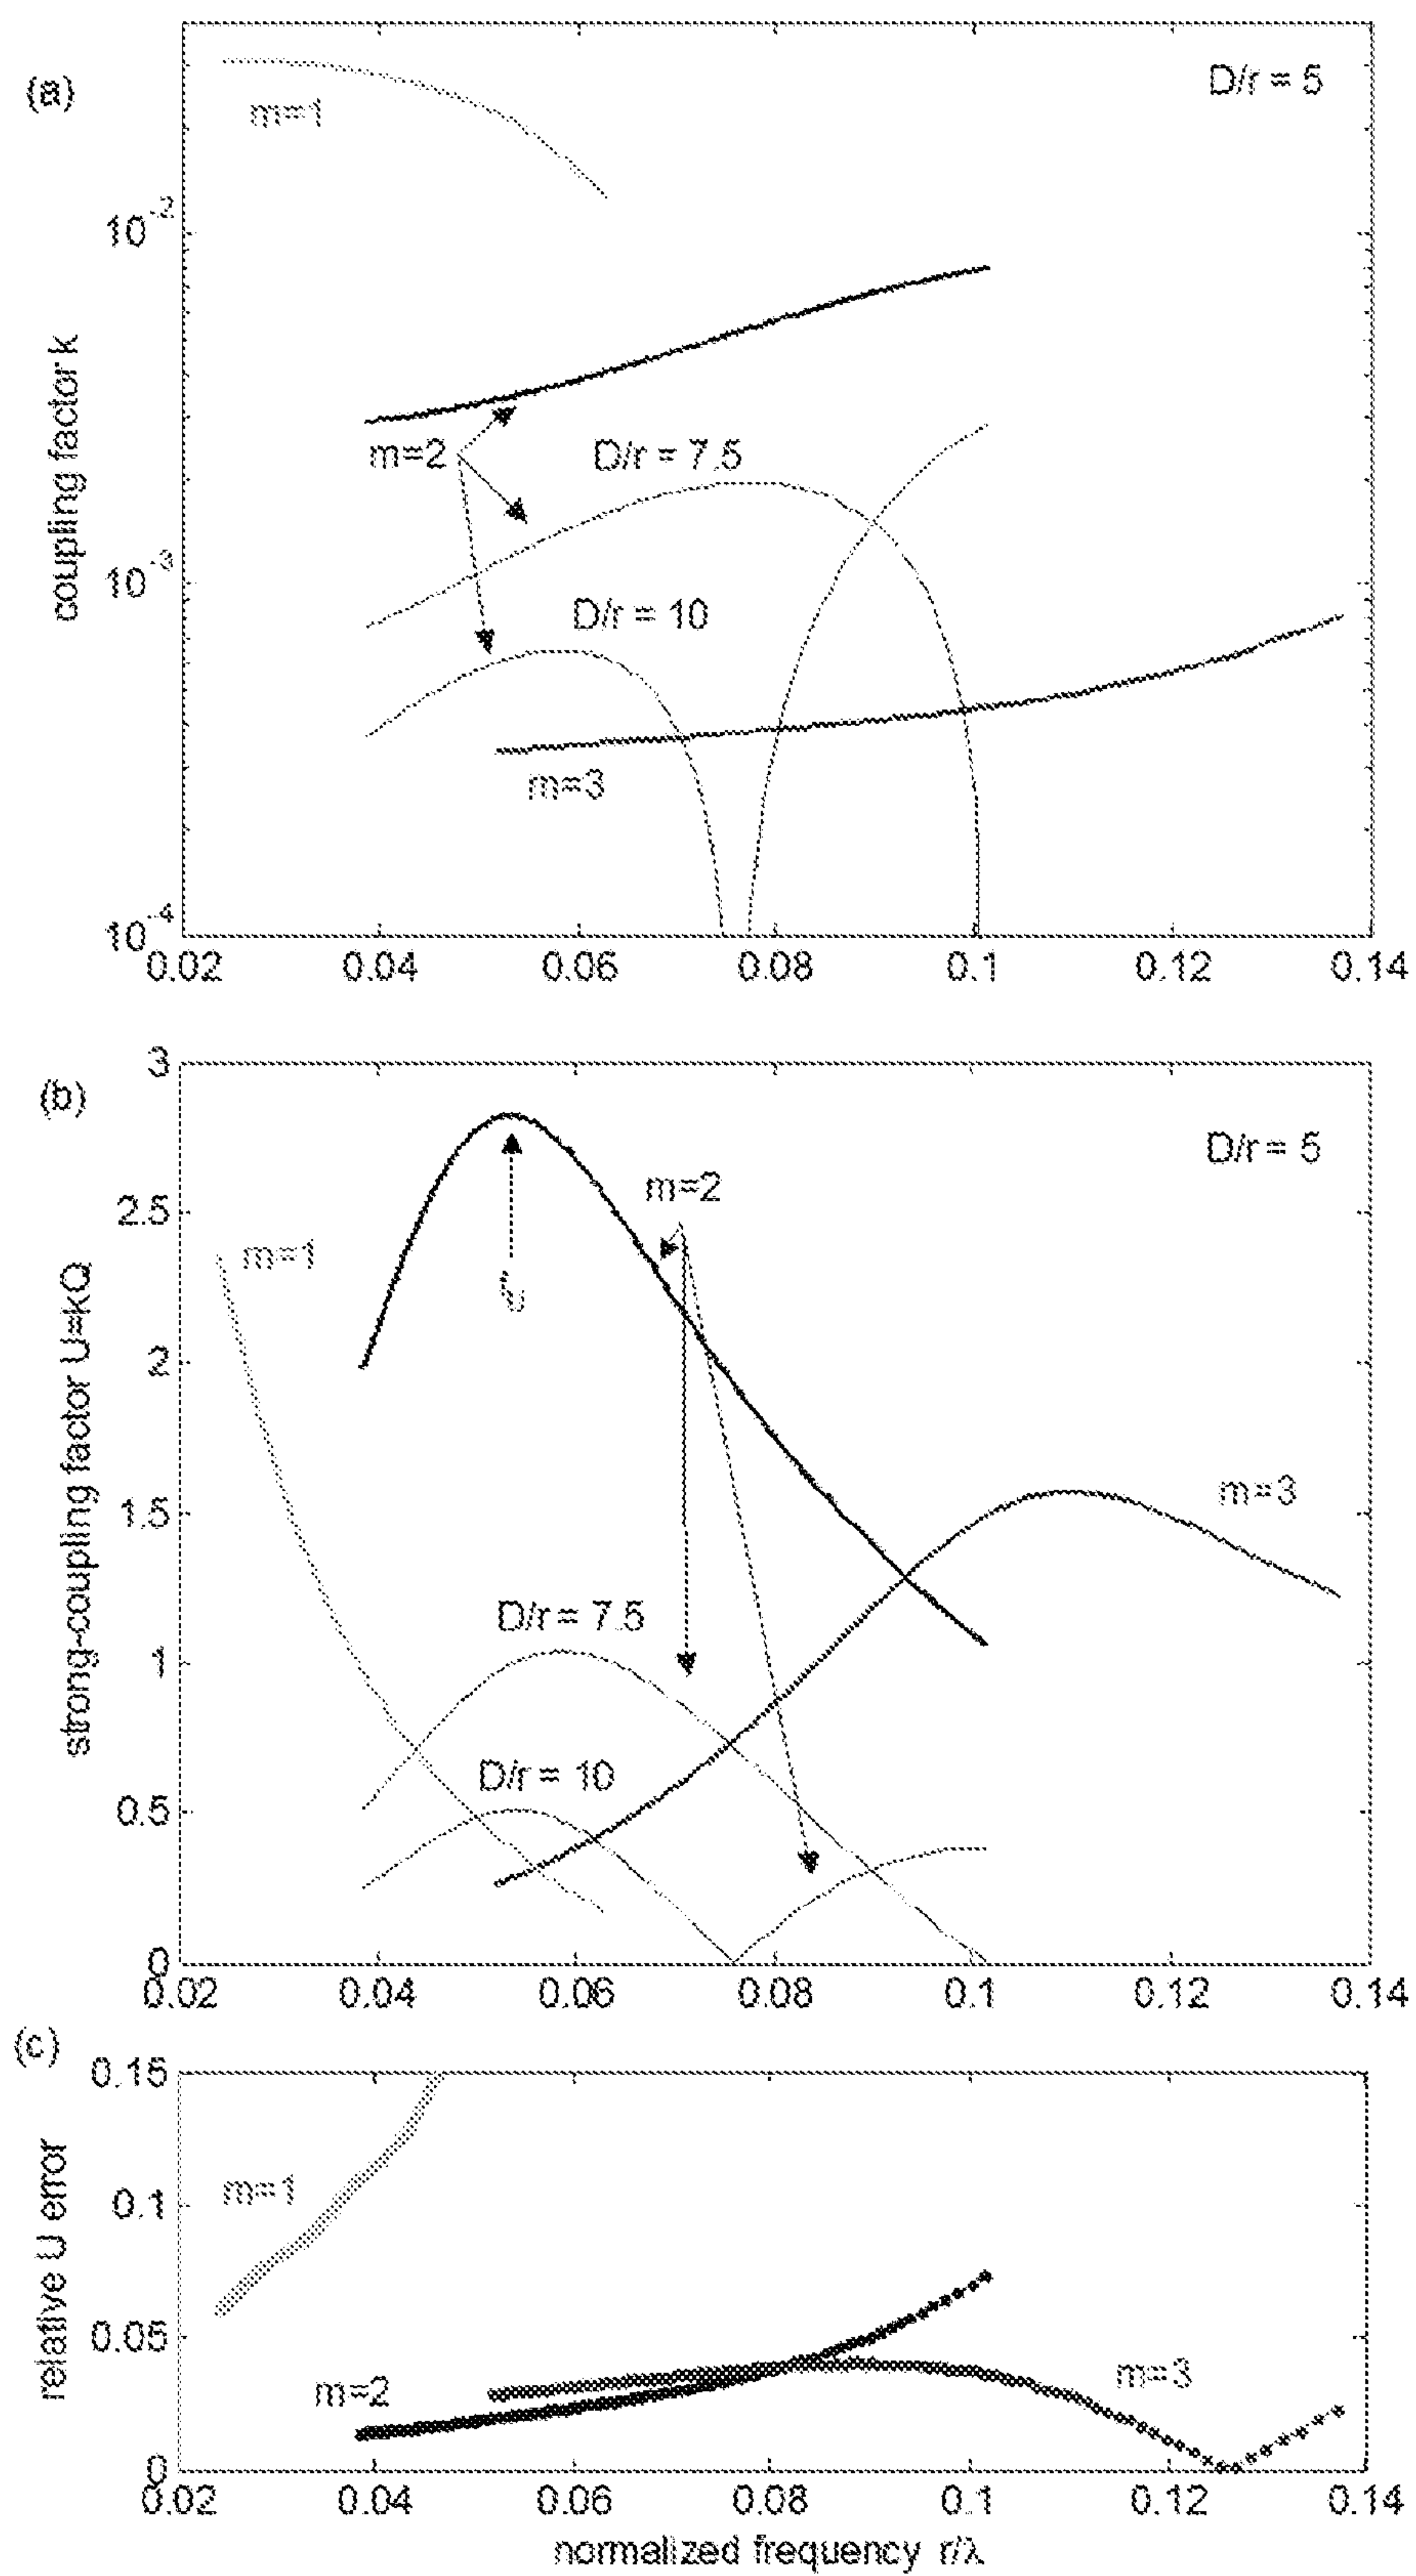 (a)
D/r = 5
m=1
10-2
m=2
D/r = 7.5
10-3
D/r = 10
m=3
10-4
coupling factor k
0.02 0.04 0.06 0.08 0.1 0.12 0.14
(b)
3
D/r = 5
m=2
2.5
m=1
fU
2
1.5
m=3
D/r = 7.5
1
D/r = 10
0.5
0
strong-coupling factor U=kQ
0.02 0.04 0.06 0.08 0.1 0.12 0.14
(c)
0.15
m=1
0.1
0.05
m=2
m=3
0
relative U error
0.02 0.04 0.06 0.08 0.1 0.12 0.14
normalized frequency r/λ